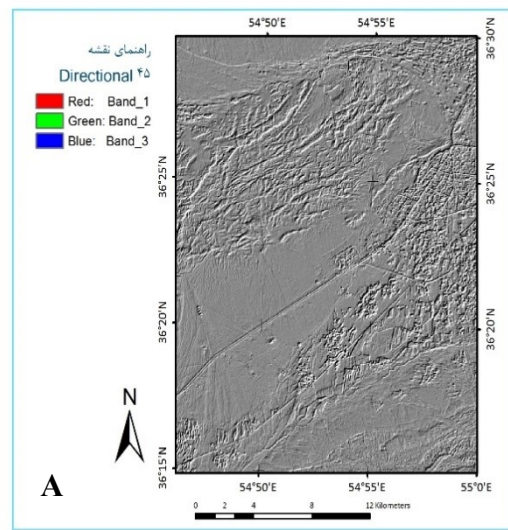 54°50'E 54°55'E
راهنمای نقشه
Directional ۴۵
Red: Band_1
Green: Band_2
Blue: Band_3
36°30'N
36°25'N 36°25'N
36°20'N 36°20'N
36°15'N
N
A
54°50'E 54°55'E 55°0'E
0 2 4 8 12 Kilometers